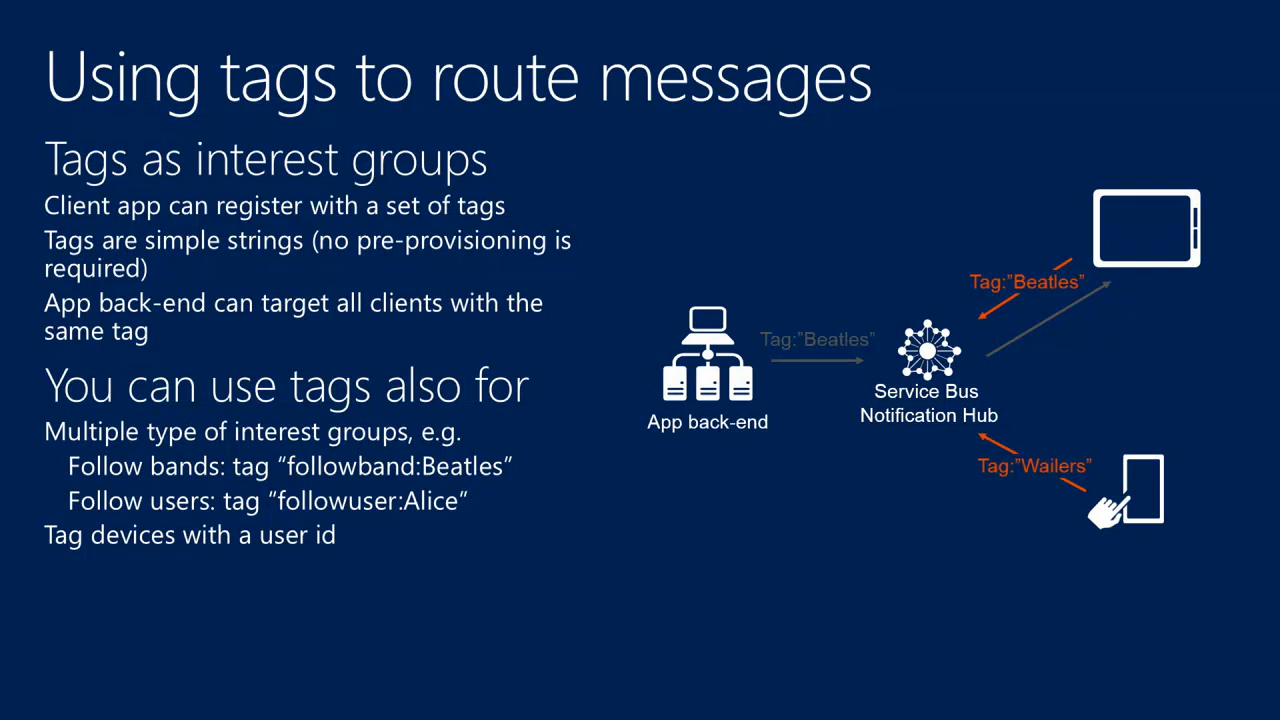 Using tags to route messages
Tags as interest groups
Client app can register with a set of tags
Tags are simple strings (no pre-provisioning is
required)
App back-end can target all clients with the
same tag
You can use tags also for
Multiple type of interest groups, e.g.
Follow bands: tag “followband:Beatles”
Follow users: tag “followuser:Alice”
Tag devices with a user id
App back-end
Tag:”Beatles”
Service Bus
Notification Hub
Tag:”Beatles”
Tag:”Wailers”